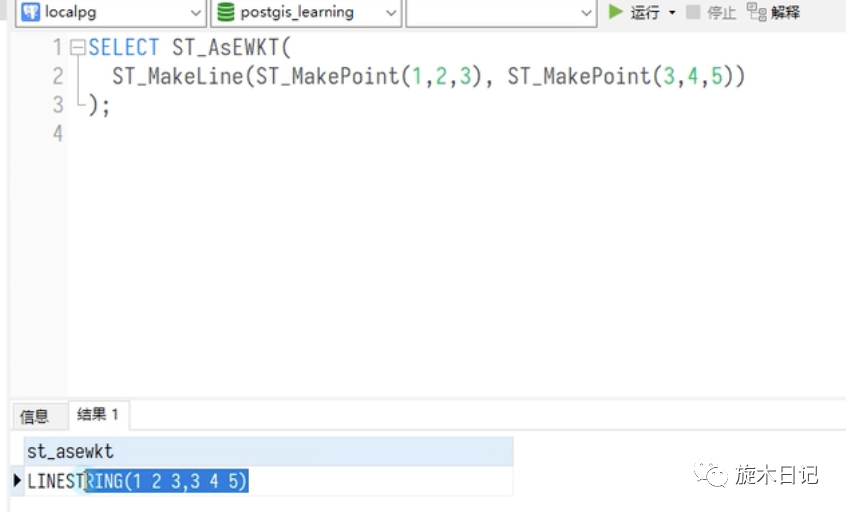 localpg postgis_learning 运行 停止 解释
1 SELECT ST_AsEWKT(
2 ST_MakeLine(ST_MakePoint(1,2,3), ST_MakePoint(3,4,5))
3 );
4
信息 结果 1
st_asewkt
LINESTRING(1 2 3,3 4 5)
旋木日记